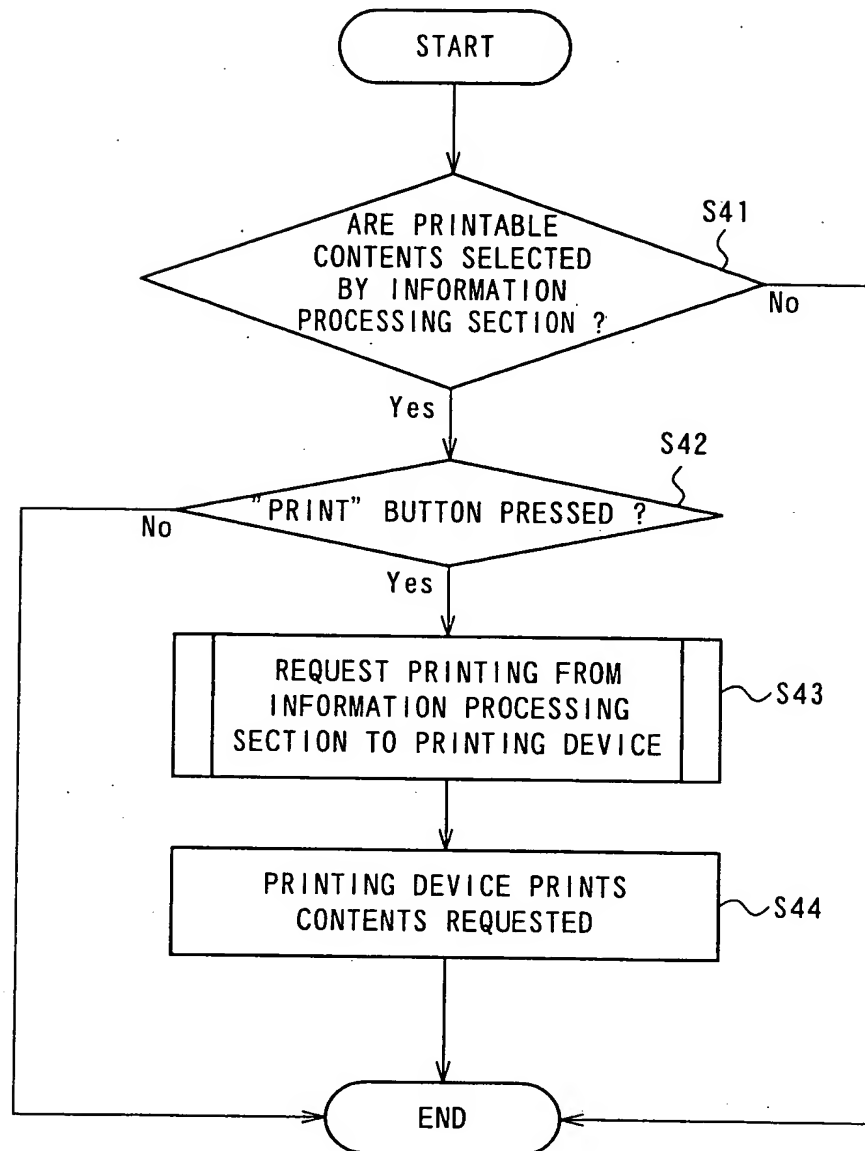 START
ARE PRINTABLE
CONTENTS SELECTED
BY INFORMATION
PROCESSING SECTION ?
S41
No
Yes
S42
"PRINT" BUTTON PRESSED ?
No
Yes
REQUEST PRINTING FROM
INFORMATION PROCESSING
SECTION TO PRINTING DEVICE
S43
PRINTING DEVICE PRINTS
CONTENTS REQUESTED
S44
END